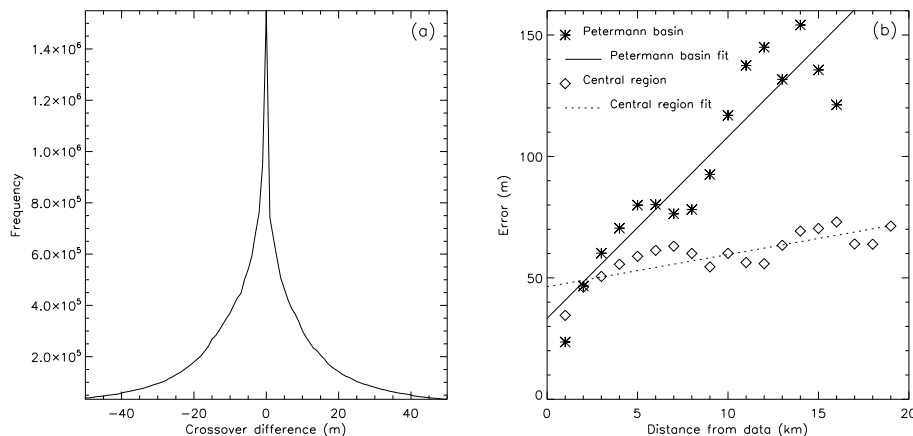 (a)
1.4×10⁶
1.2×10⁶
1.0×10⁶
8.0×10⁵
6.0×10⁵
4.0×10⁵
2.0×10⁵
Frequency
−40 −20 0 20 40
Crossover difference (m)
(b)
Petermann basin
Petermann basin fit
Central region
Central region fit
150
100
50
0
Error (m)
0 5 10 15 20
Distance from data (km)